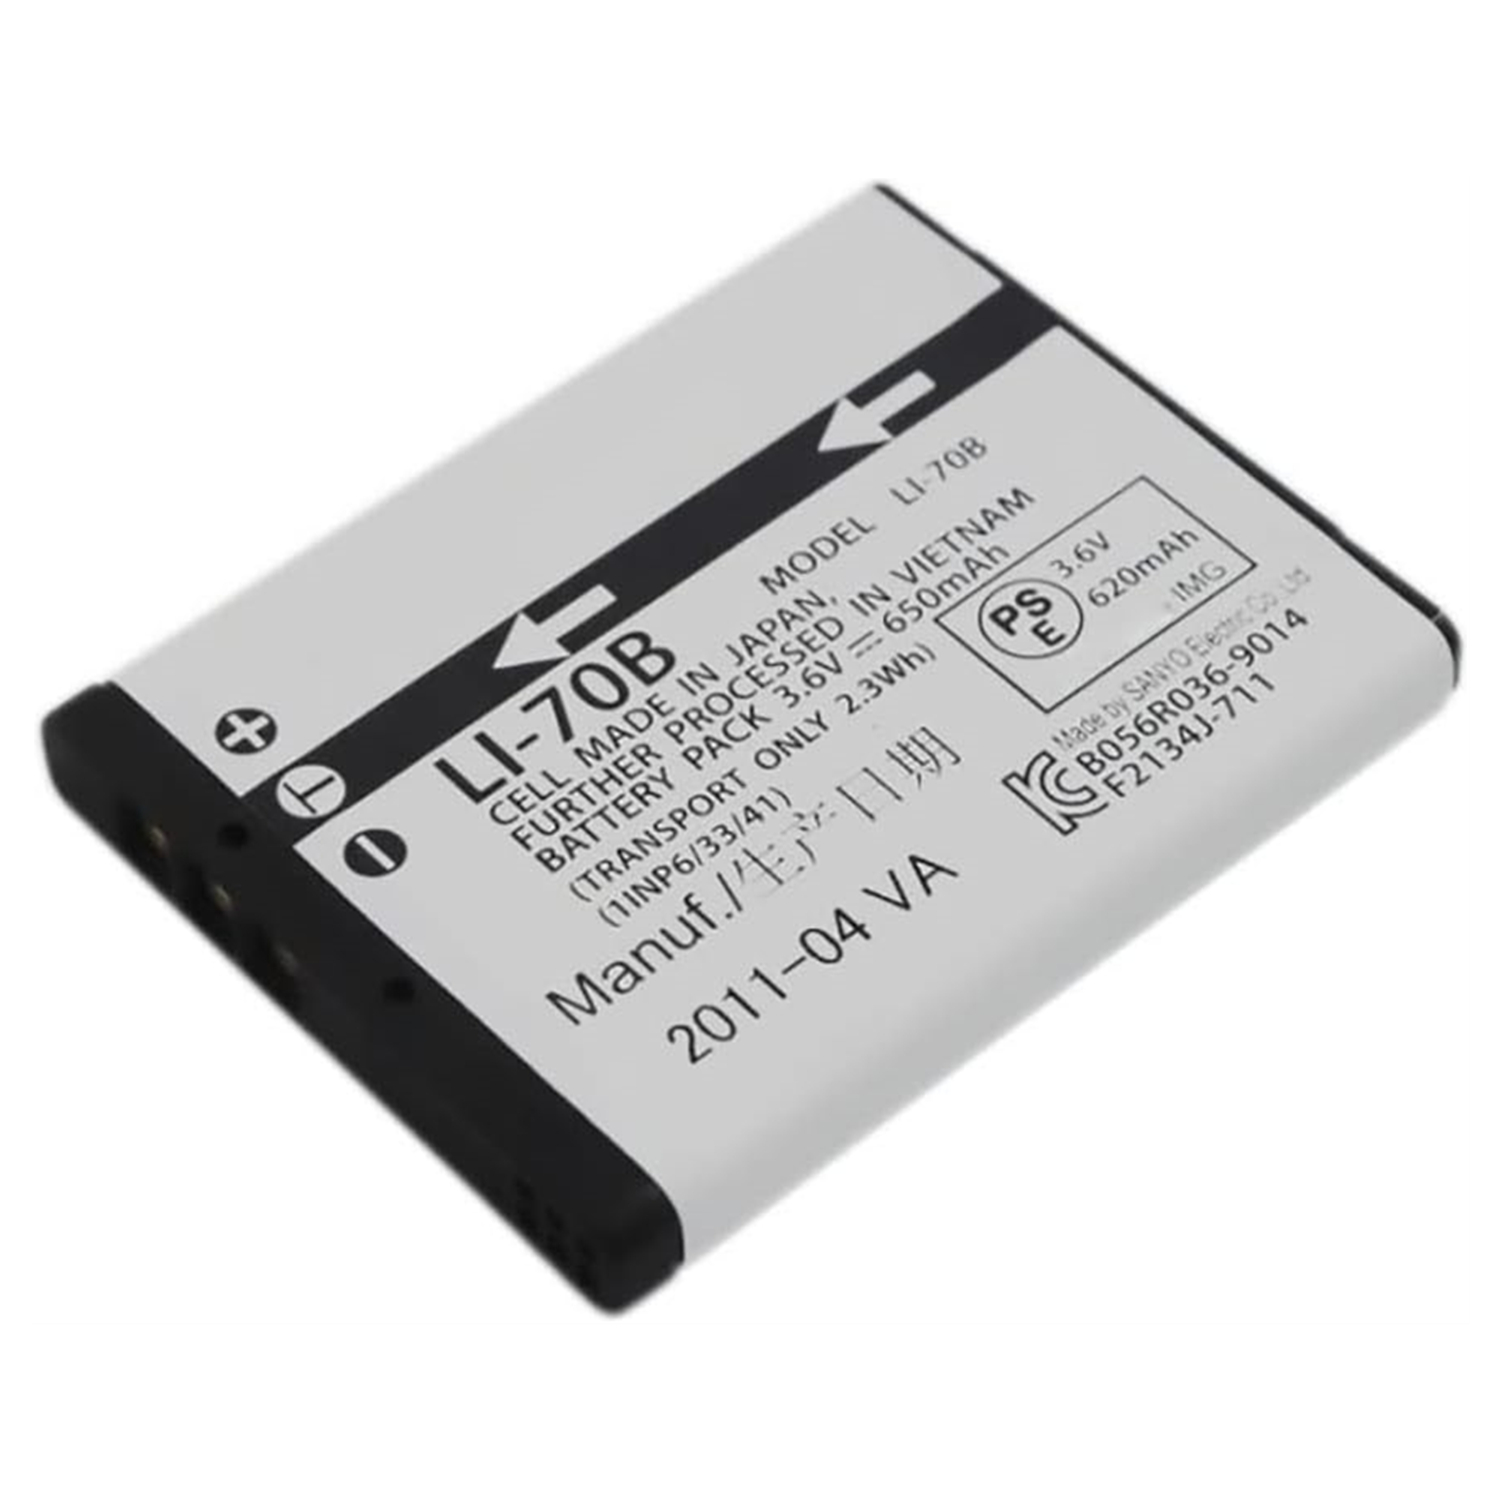 MODEL LI-70B
LI-70B
CELL MADE IN JAPAN,
FURTHER PROCESSED IN VIETNAM
BATTERY PACK 3.6V⎓650mAh
(TRANSPORT ONLY 2.3Wh)
(1INP6/33/41)
Manuf./生产日期
2011-04 VA
PSE
3.6V
620mAh
.IMG
Made by SANYO Electric Co.,Ltd
B056R036-9014
F2134J-711
+
T
-